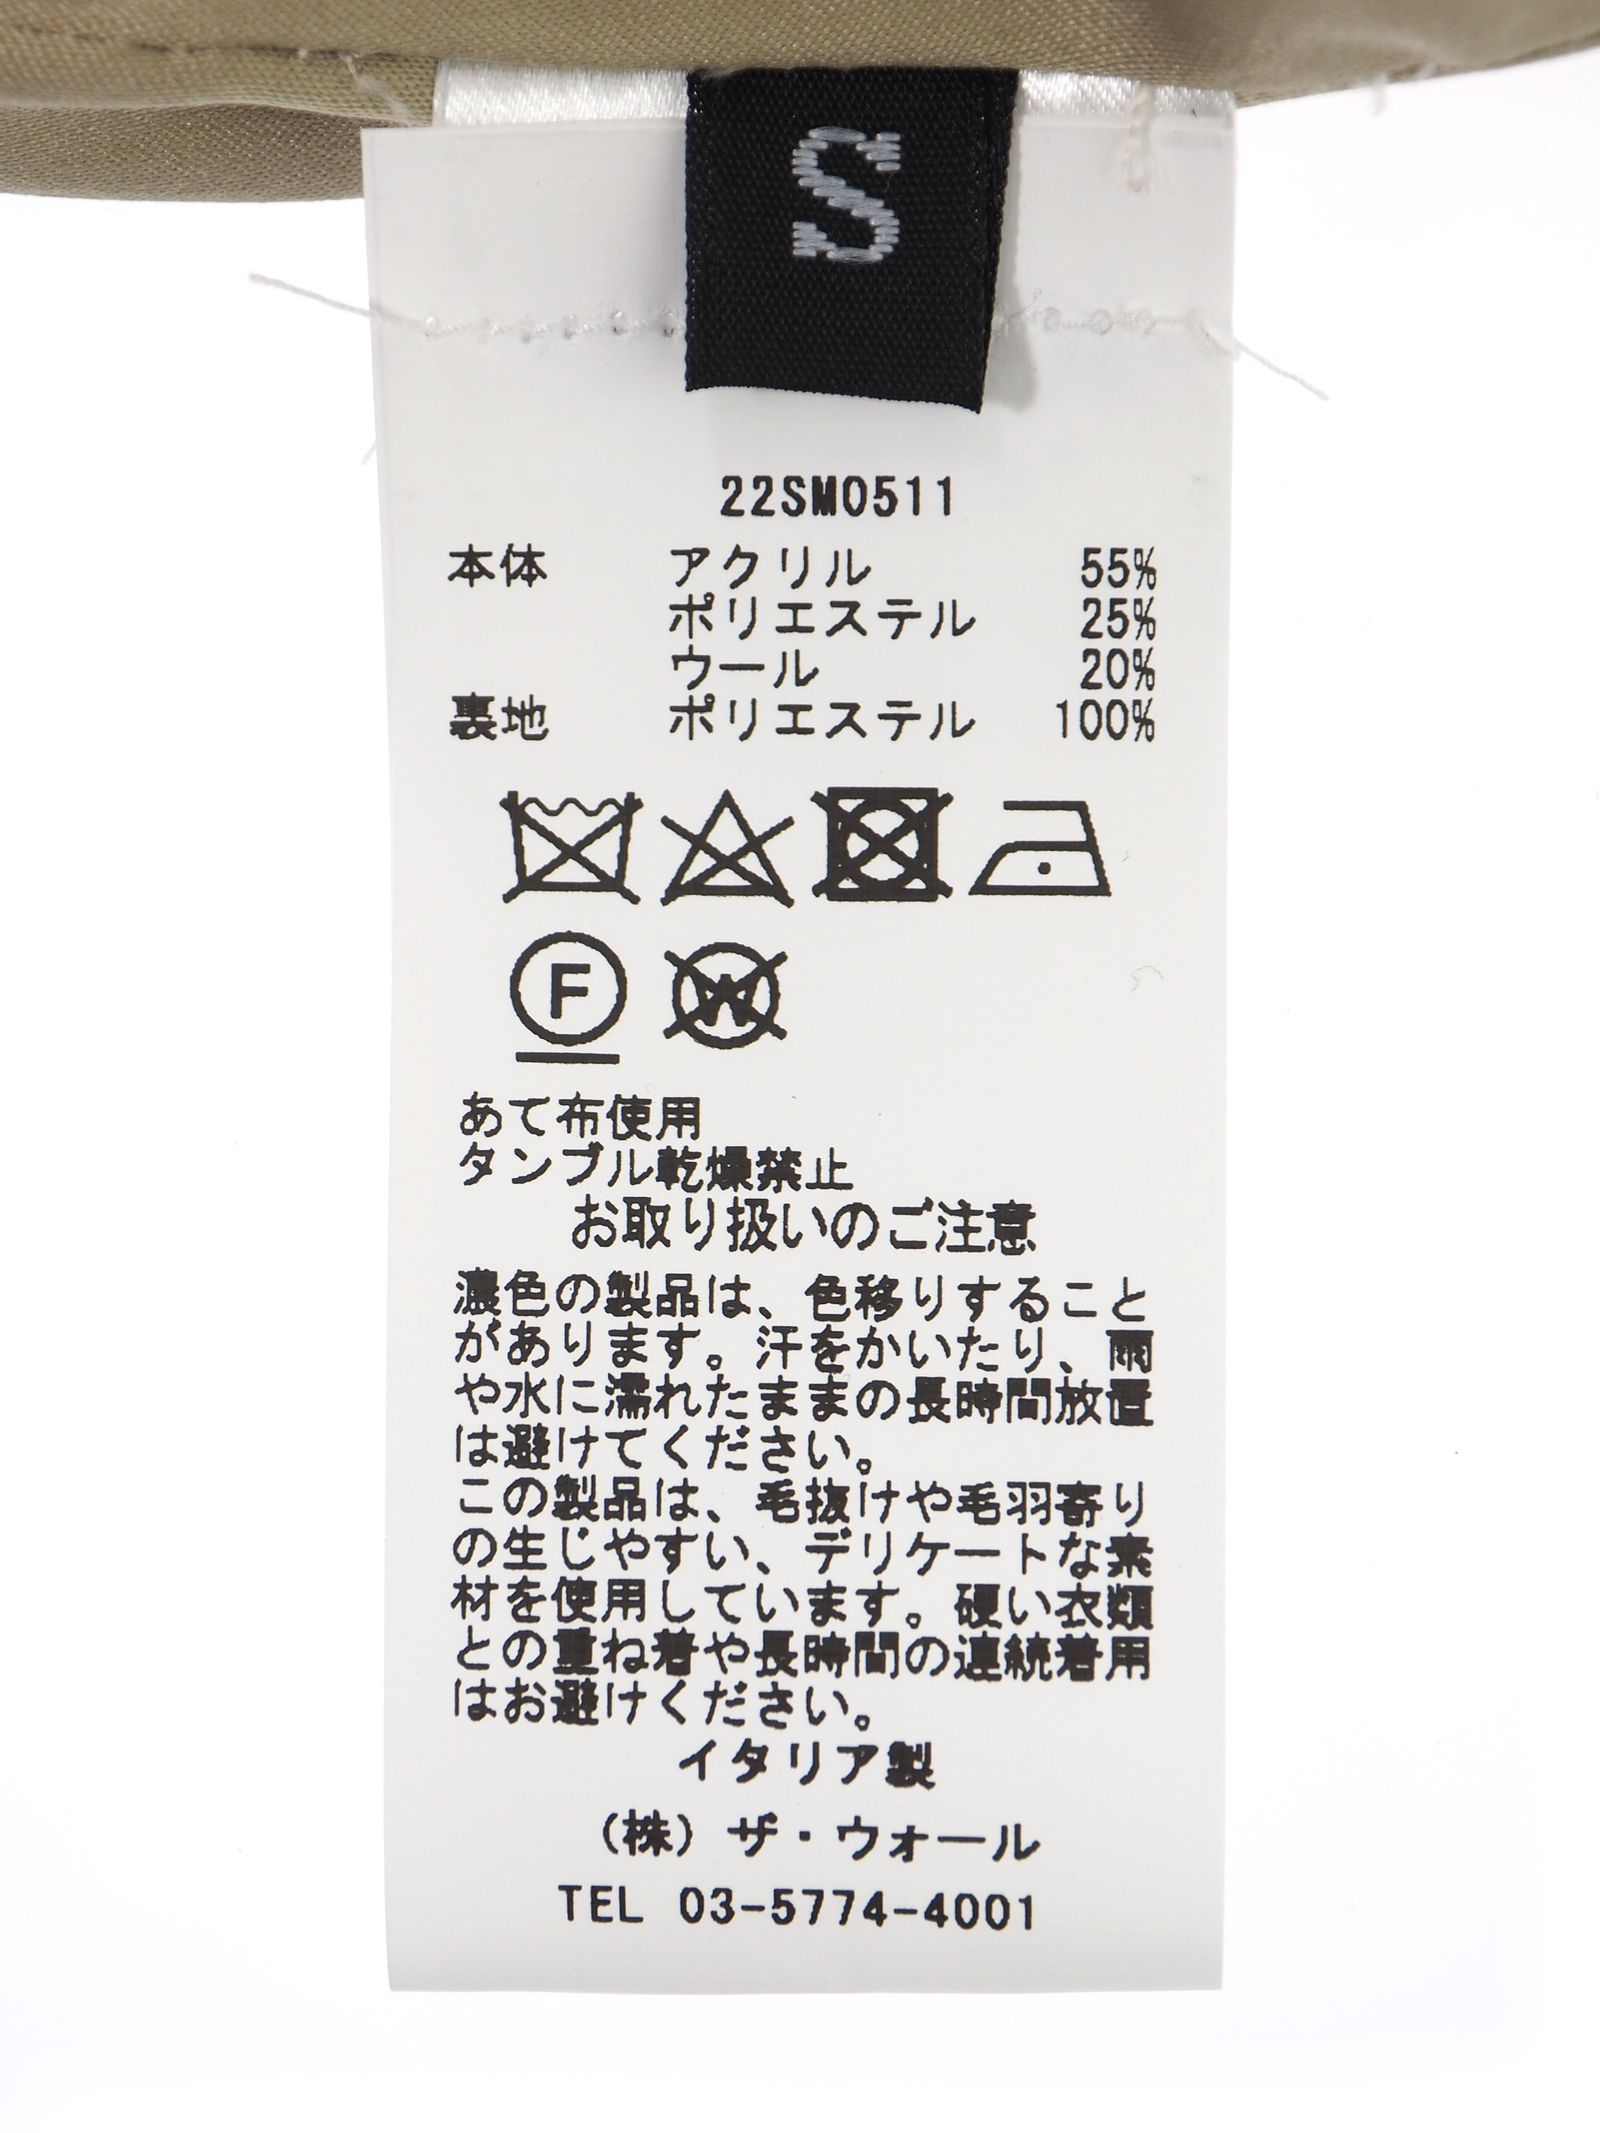 S
22SM0511
本体 アクリル 55%
ポリエステル 25%
ウール 20%
裏地 ポリエステル 100%
F
W
あて布使用
タンブル乾燥禁止
お取り扱いのご注意
濃色の製品は、色移りすること
があります。汗をかいたり、雨
や水に濡れたままの長時間放置
は避けてください。
この製品は、毛抜けや毛羽寄り
の生じやすい、デリケートな素
材を使用しています。硬い衣類
との重ね着や長時間の連続着用
はお避けください。
イタリア製
(株) ザ・ウォール
TEL 03-5774-4001